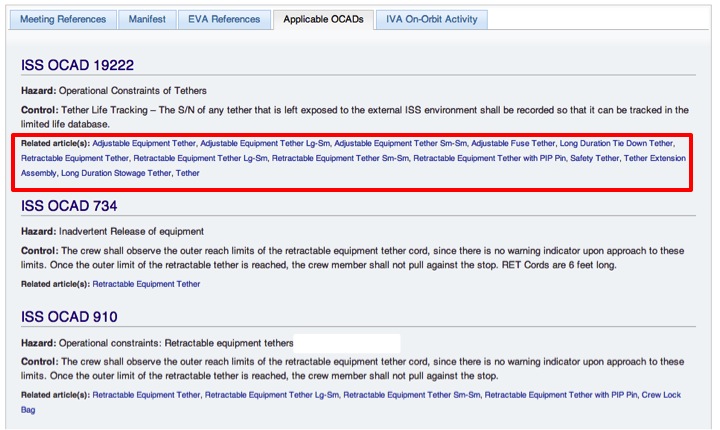 Meeting References Manifest EVA References Applicable OCADs IVA On-Orbit Activity
ISS OCAD 19222
Hazard: Operational Constraints of Tethers
Control: Tether Life Tracking – The S/N of any tether that is left exposed to the external ISS environment shall be recorded so that it can be tracked in the
limited life database.
Related article(s): Adjustable Equipment Tether, Adjustable Equipment Tether Lg-Sm, Adjustable Equipment Tether Sm-Sm, Adjustable Fuse Tether, Long Duration Tie Down Tether,
Retractable Equipment Tether, Retractable Equipment Tether Lg-Sm, Retractable Equipment Tether Sm-Sm, Retractable Equipment Tether with PIP Pin, Safety Tether, Tether Extension
Assembly, Long Duration Stowage Tether, Tether
ISS OCAD 734
Hazard: Inadvertent Release of equipment
Control: The crew shall observe the outer reach limits of the retractable equipment tether cord, since there is no warning indicator upon approach to these
limits. Once the outer limit of the retractable tether is reached, the crew member shall not pull against the stop. RET Cords are 6 feet long.
Related article(s): Retractable Equipment Tether
ISS OCAD 910
Hazard: Operational constraints: Retractable equipment tethers
Control: The crew shall observe the outer reach limits of the retractable equipment tether cord, since there is no warning indicator upon approach to these
limits. Once the outer limit of the retractable tether is reached, the crew member shall not pull against the stop.
Related article(s): Retractable Equipment Tether, Retractable Equipment Tether Lg-Sm, Retractable Equipment Tether Sm-Sm, Retractable Equipment Tether with PIP Pin, Crew Lock
Bag